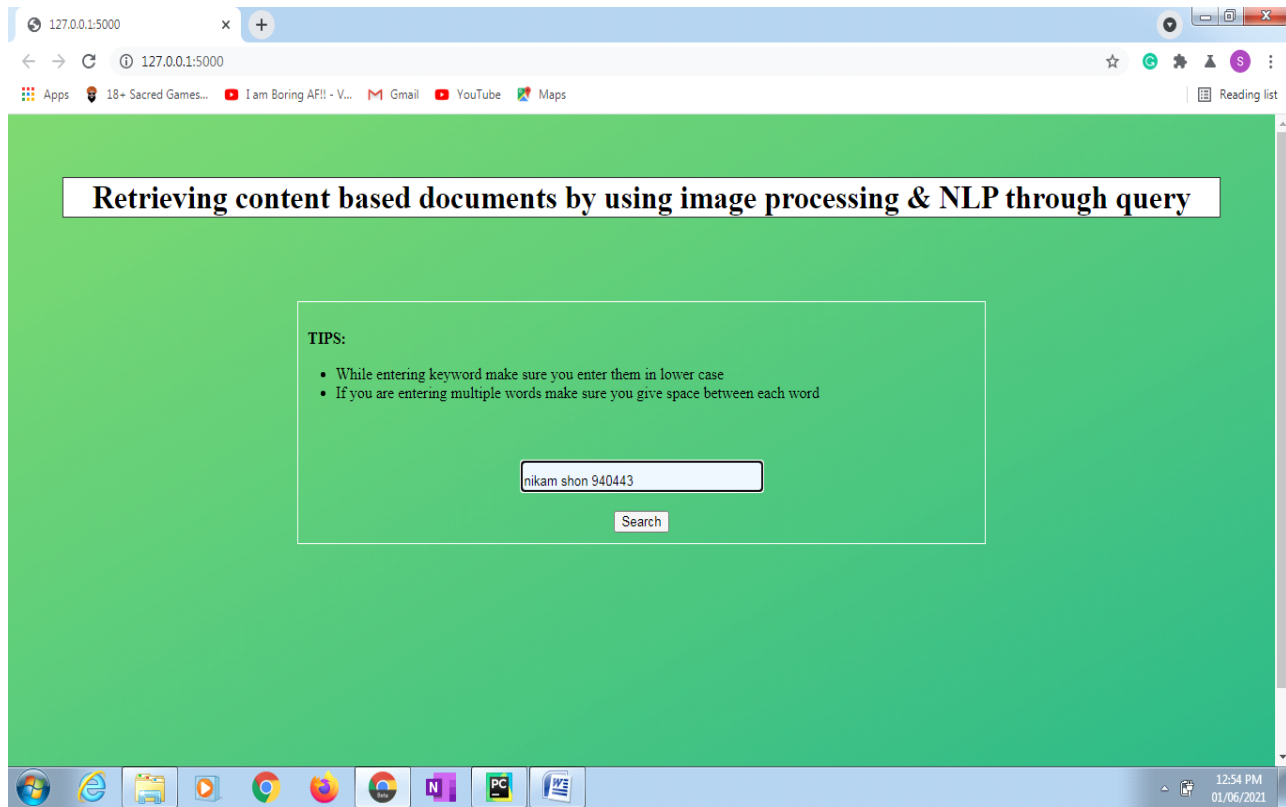 127.0.0.1:5000
127.0.0.1:5000
S
Apps 18+ Sacred Games... I am Boring AF!! - V... Gmail YouTube Maps Reading list
Retrieving content based documents by using image processing & NLP through query
TIPS:
While entering keyword make sure you enter them in lower case
If you are entering multiple words make sure you give space between each word
nikam shon 940443
Search
Beta N PC W
12:54 PM
01/06/2021